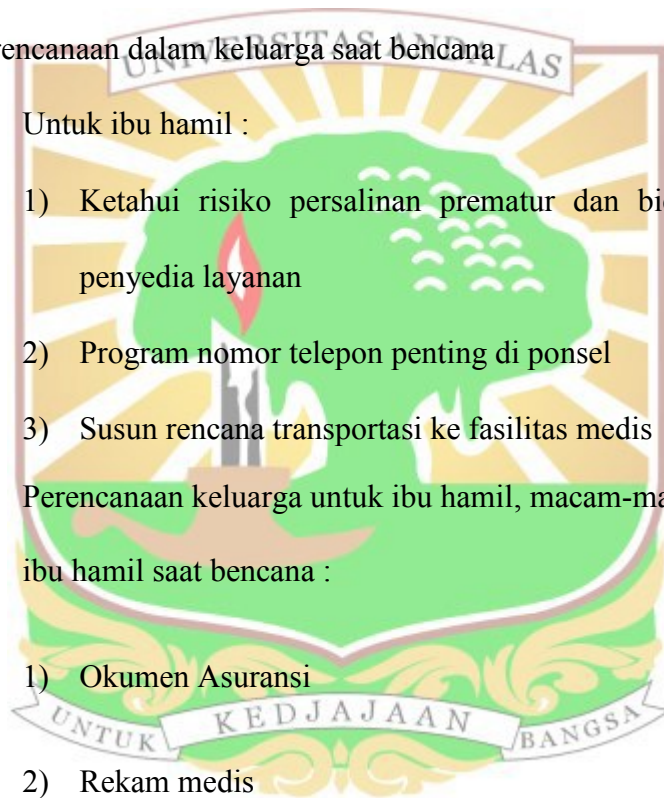 rencanaan dalam keluarga saat bencana
UNIVERSITAS ANDALAS
Untuk ibu hamil :
1) Ketahui risiko persalinan prematur dan
penyedia layanan
2) Program nomor telepon penting di ponsel
3) Susun rencana transportasi ke fasilitas medis
Perencanaan keluarga untuk ibu hamil,
ibu hamil saat bencana :
1) Okumen Asuransi
UNTUK KEDJAJAAN BANGSA
2) Rekam medis